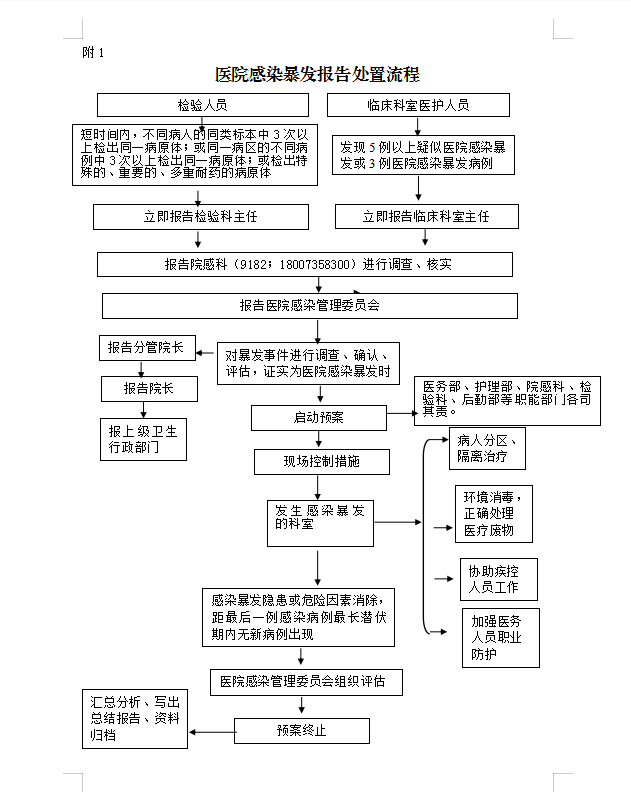 附 1
医院感染暴发报告处置流程
检验人员
临床科室医护人员
短时间内，不同病人的同类标本中 3 次以
上检出同一病原体；或同一病区的不同病
例中 3 次以上检出同一病原体；或检出特
殊的、重要的、多重耐药的病原体
发现 5 例以上疑似医院感染暴
发或 3 例医院感染暴发病例
立即报告检验科主任
立即报告临床科室主任
报告院感科（9182；18007358300）进行调查、核实
报告医院感染管理委员会
报告分管院长
对暴发事件进行调查、确认、
评估，证实为医院感染暴发时
报告院长
医务部、护理部、院感科、检
验科、后勤部等职能部门各司
其责。
启动预案
报上级卫生
行政部门
病人分区、
隔离治疗
现场控制措施
环境消毒，
正确处理
医疗废物
发生感染暴发
的科室
协助疾控
人员工作
感染暴发隐患或危险因素消除，
距最后一例感染病例最长潜伏
期内无新病例出现
加强医务
人员职业
防护
医院感染管理委员会组织评估
汇总分析、写出
总结报告、资料
归档
预案终止